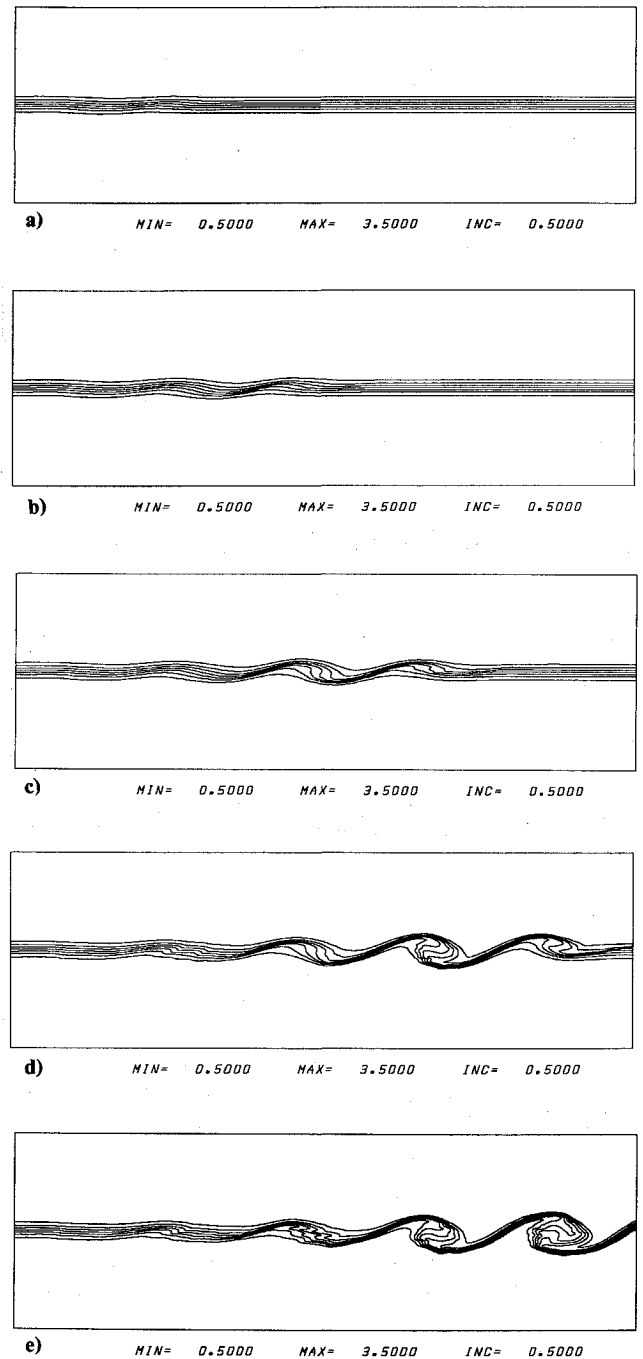 a) MIN= 0.5000 MAX= 3.5000 INC= 0.5000
b) MIN= 0.5000 MAX= 3.5000 INC= 0.5000
c) MIN= 0.5000 MAX= 3.5000 INC= 0.5000
d) MIN= 0.5000 MAX= 3.5000 INC= 0.5000
e) MIN= 0.5000 MAX= 3.5000 INC= 0.5000